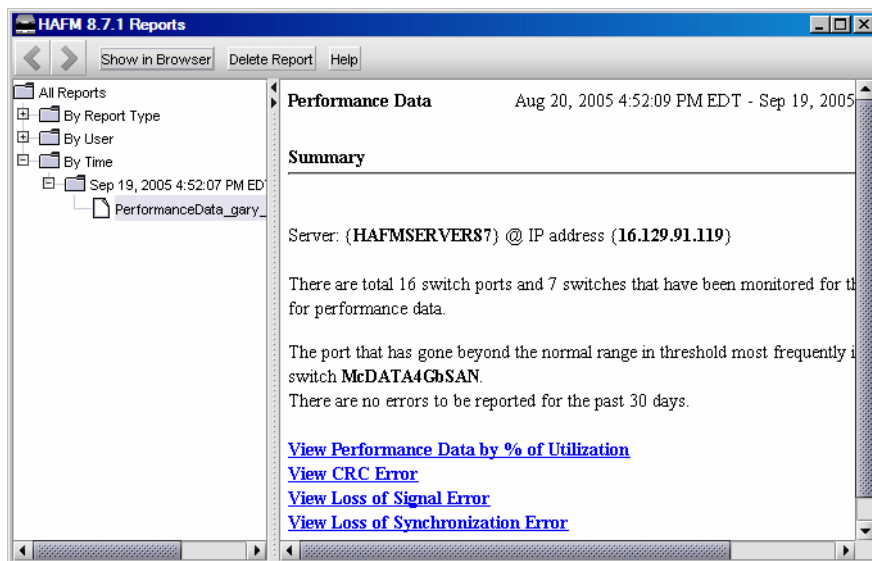 HAFM 8.7.1 Reports
Show in Browser Delete Report Help
All Reports
By Report Type
By User
By Time
Sep 19, 2005 4:52:07 PM ED
PerformanceData_gary_
Performance Data Aug 20, 2005 4:52:09 PM EDT - Sep 19, 2005
Summary
Server: {HAFMSERVER87} @ IP address {16.129.91.119}
There are total 16 switch ports and 7 switches that have been monitored for
for performance data.
The port that has gone beyond the normal range in threshold most frequently
switch McDATA4GbSAN.
There are no errors to be reported for the past 30 days.
View Performance Data by % of Utilization
View CRC Error
View Loss of Signal Error
View Loss of Synchronization Error